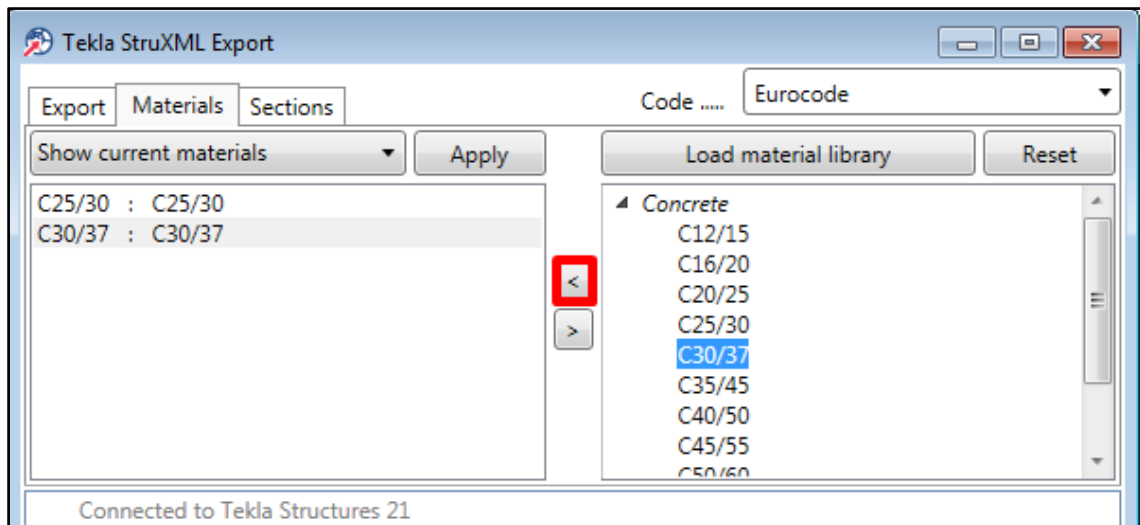 Tekla StruXML Export
Export Materials Sections Code ..... Eurocode
Show current materials Apply Load material library Reset
C25/30 : C25/30
C30/37 : C30/37
<
>
Concrete
C12/15
C16/20
C20/25
C25/30
C30/37
C35/45
C40/50
C45/55
C50/60
Connected to Tekla Structures 21